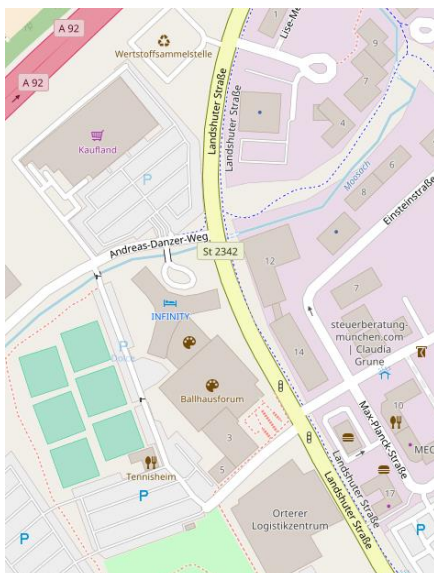 A 92
A 92
Wertstoffsammelstelle
Kaufland
P
Landshuter Straße
Landshuter Straße
1
9
7
4
6
8
Moosach
Einsteinstraße
Andreas-Danzer-Weg
St 2342
12
7
INFINITY
14
steuerberatung-
münchen.com
| Claudia
Grune
P
Ballhausforum
3
5
10
Max-Planck-Straße
Tennisheim
P
P
Landshuter Straße
Landshuter Straße
17
P
Orterer
Logistikzentrum